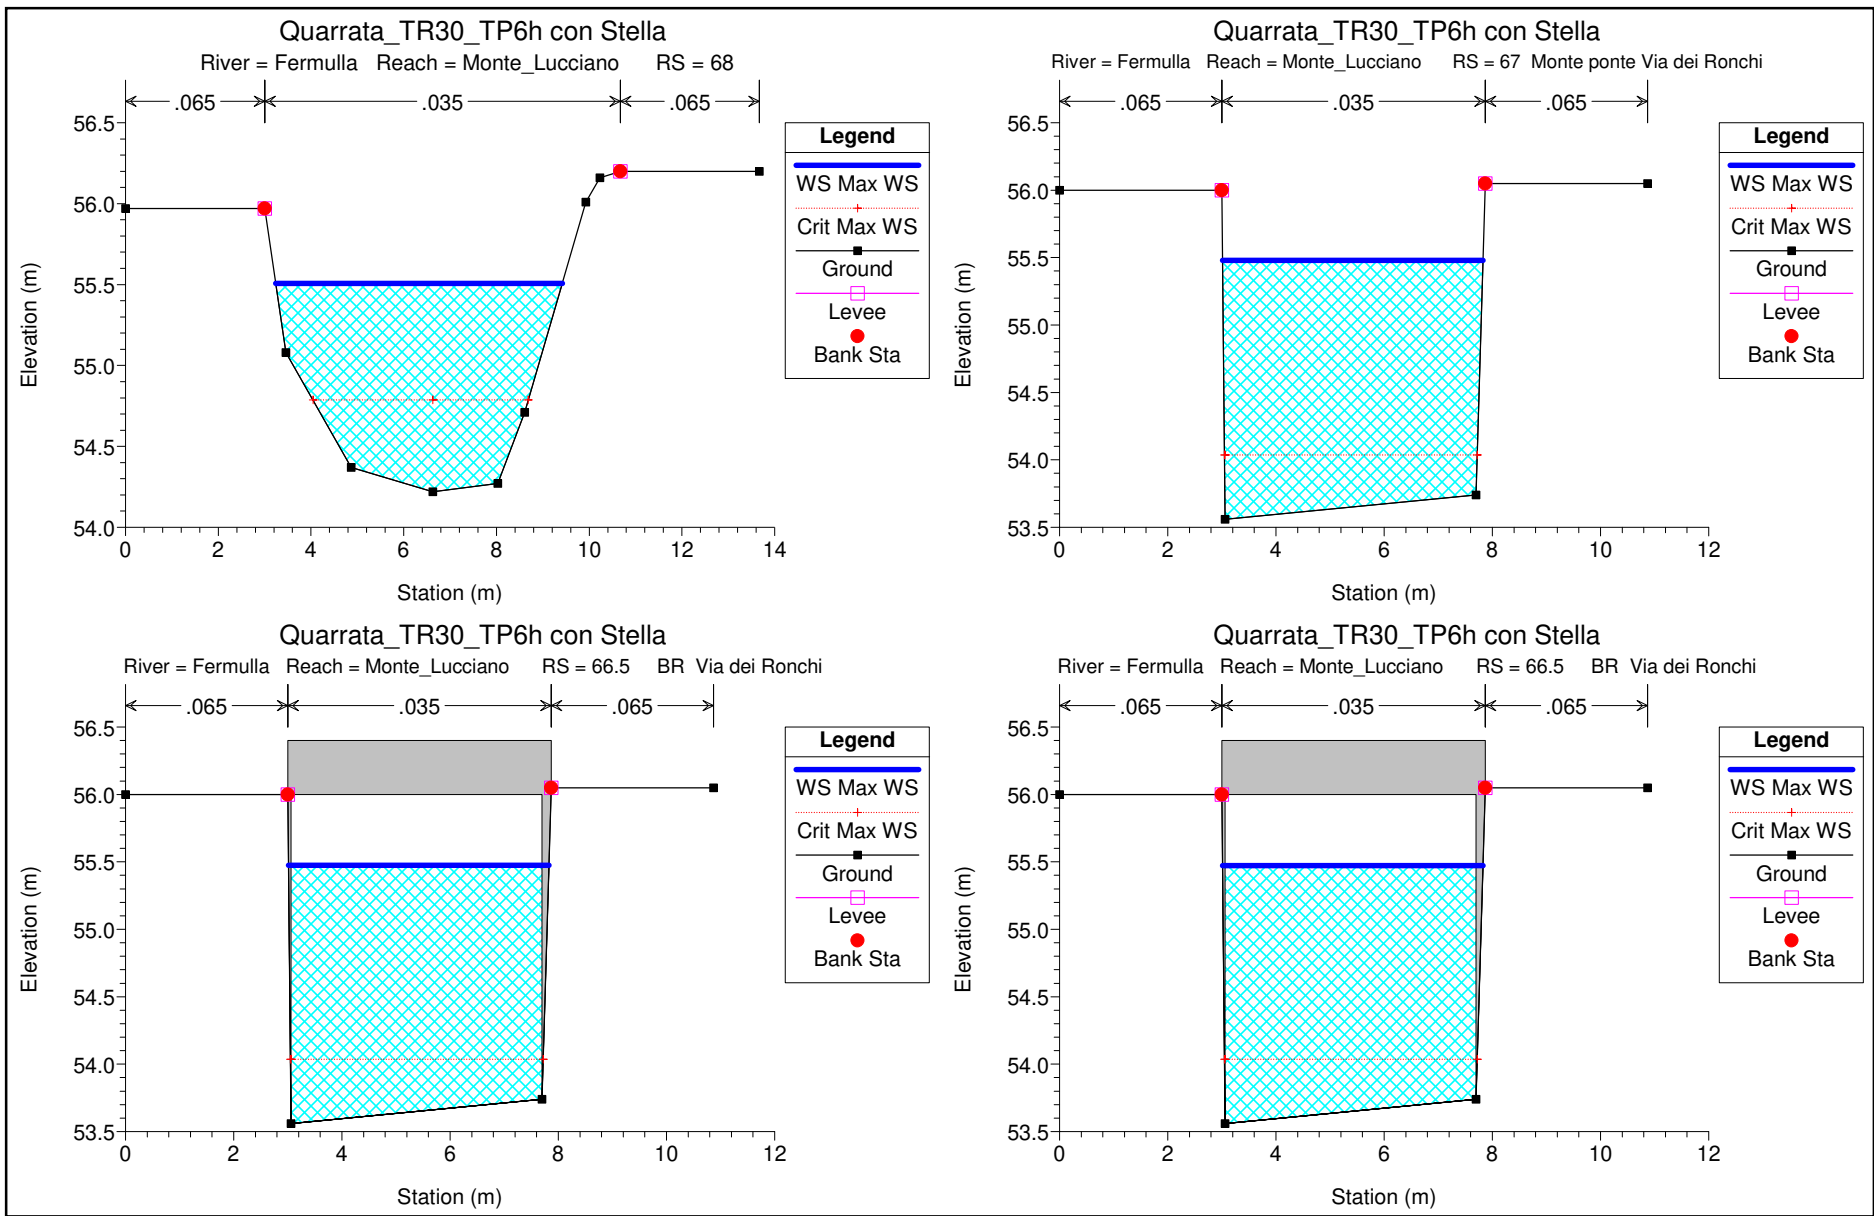 Quarrata_TR30_TP6h con Stella
River = Fermulla Reach = Monte_Lucciano RS = 68
.065 .035 .065
56.5
56.0
55.5
55.0
54.5
54.0
Elevation (m)
0 2 4 6 8 10 12 14
Station (m)
Legend
WS Max WS
Crit Max WS
Ground
Levee
Bank Sta
Quarrata_TR30_TP6h con Stella
River = Fermulla Reach = Monte_Lucciano RS = 67 Monte ponte Via dei Ronchi
.065 .035 .065
56.5
56.0
55.5
55.0
54.5
54.0
53.5
Elevation (m)
0 2 4 6 8 10 12
Station (m)
Legend
WS Max WS
Crit Max WS
Ground
Levee
Bank Sta
Quarrata_TR30_TP6h con Stella
River = Fermulla Reach = Monte_Lucciano RS = 66.5 BR Via dei Ronchi
.065 .035 .065
56.5
56.0
55.5
55.0
54.5
54.0
53.5
Elevation (m)
0 2 4 6 8 10 12
Station (m)
Legend
WS Max WS
Crit Max WS
Ground
Levee
Bank Sta
Quarrata_TR30_TP6h con Stella
River = Fermulla Reach = Monte_Lucciano RS = 66.5 BR Via dei Ronchi
.065 .035 .065
56.5
56.0
55.5
55.0
54.5
54.0
53.5
Elevation (m)
0 2 4 6 8 10 12
Station (m)
Legend
WS Max WS
Crit Max WS
Ground
Levee
Bank Sta